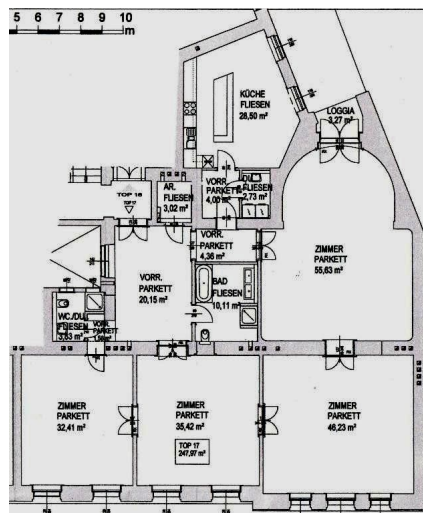 5 6 7 8 9 10
m
KÜCHE
FLIESEN
28,50 m²
LOGGIA
3,27 m²
TOP 18
TOP 17
AR.
FLIESEN
3,02 m²
VORR.
PARKETT
4,00 m²
DU.
FLIESEN
2,73 m²
VORR.
PARKETT
4,36 m²
ZIMMER
PARKETT
55,63 m²
VORR.
PARKETT
20,15 m²
BAD
FLIESEN
10,11 m²
WC./DU.
FLIESEN
3,53 m²
VORR.
PARKETT
ZIMMER
PARKETT
32,41 m²
ZIMMER
PARKETT
35,42 m²
ZIMMER
PARKETT
46,23 m²
TOP 17
247,97 m²